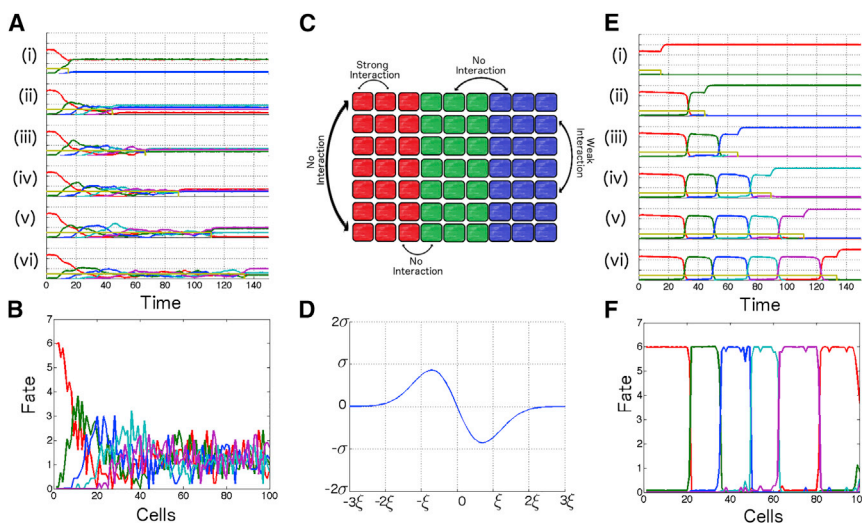 A
(i)
(ii)
(iii)
(iv)
(v)
(vi)
0 20 40 60 80 100 120 140
Time
B
7
6
5
4
3
2
1
0
Fate
0 20 40 60 80 100
Cells
C
Strong
Interaction
No
Interaction
No
Interaction
Weak
Interaction
No
Interaction
D
2σ
σ
0
-σ
-2σ
-3ξ -2ξ -ξ 0 ξ 2ξ 3ξ
E
(i)
(ii)
(iii)
(iv)
(v)
(vi)
0 20 40 60 80 100 120 140
Time
F
7
6
5
4
3
2
1
0
Fate
0 20 40 60 80 100
Cells